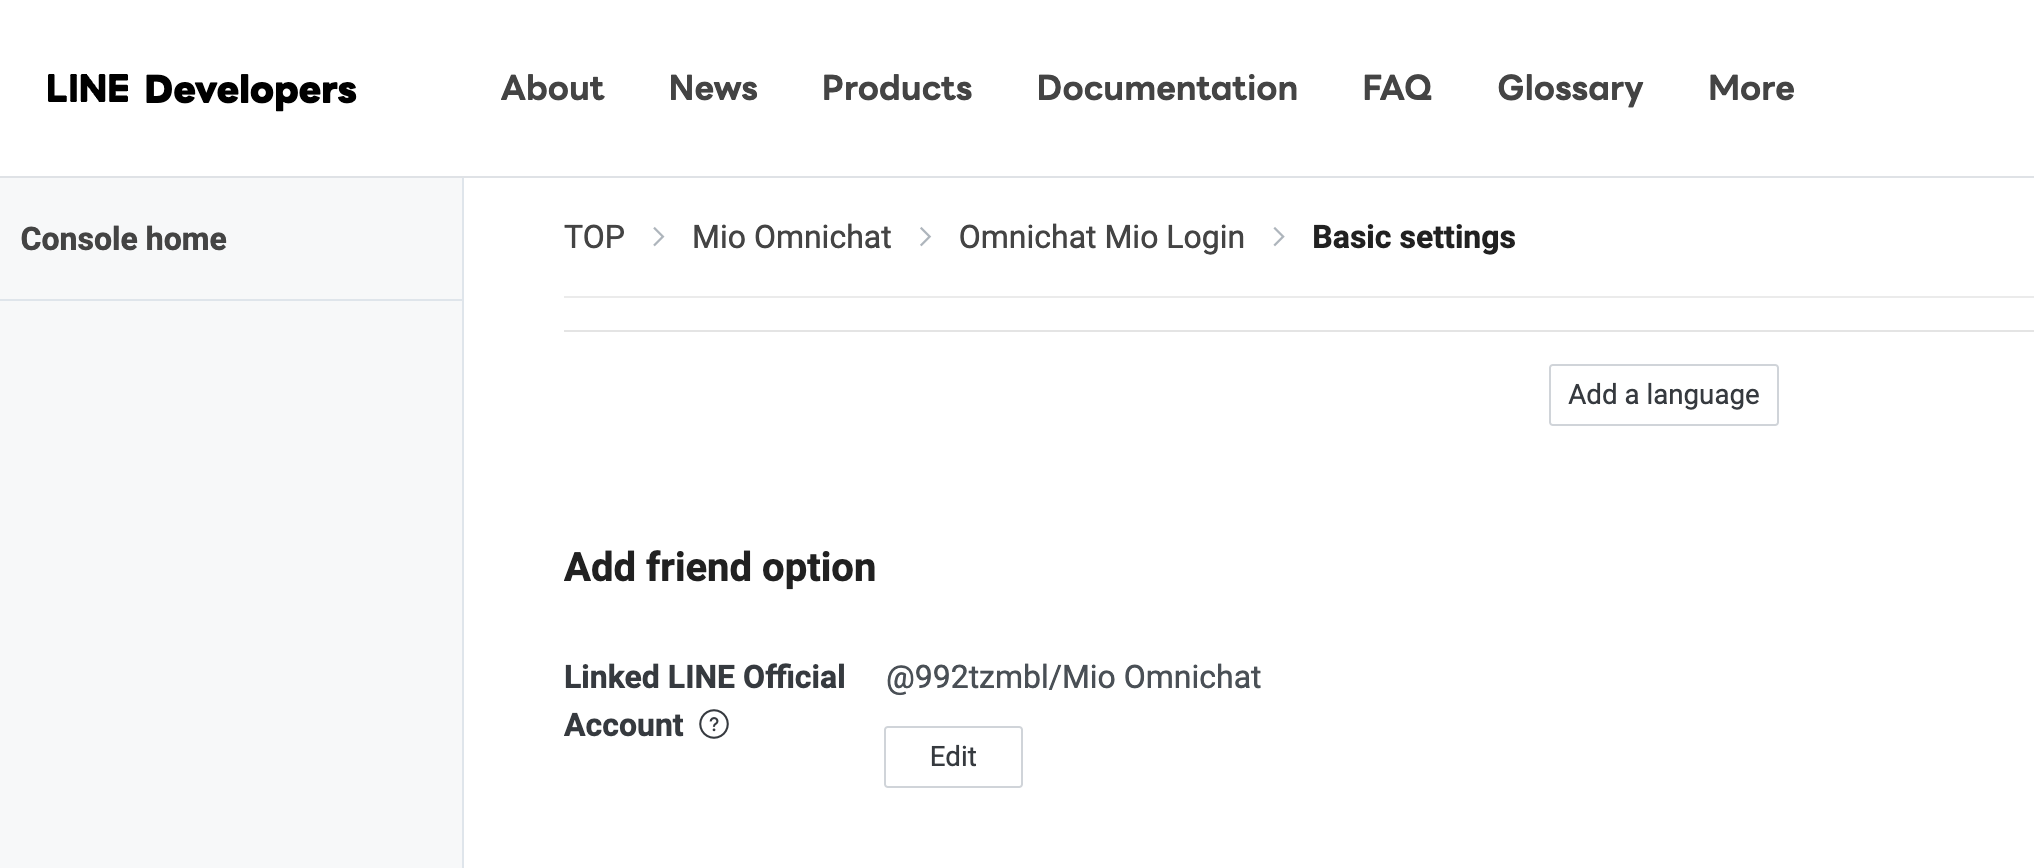 LINE Developers About News Products Documentation FAQ Glossary More
Console home
TOP > Mio Omnichat > Omnichat Mio Login > Basic settings
Add a language
Add friend option
Linked LINE Official Account ?
@992tzmbl/Mio Omnichat
Edit